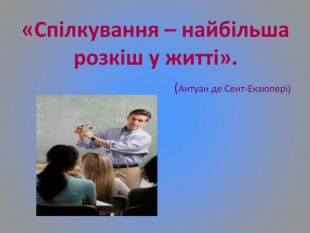 «Спілкування – найбільша
розкіш у житті».
(Антуан де Сент-Екзюпері)